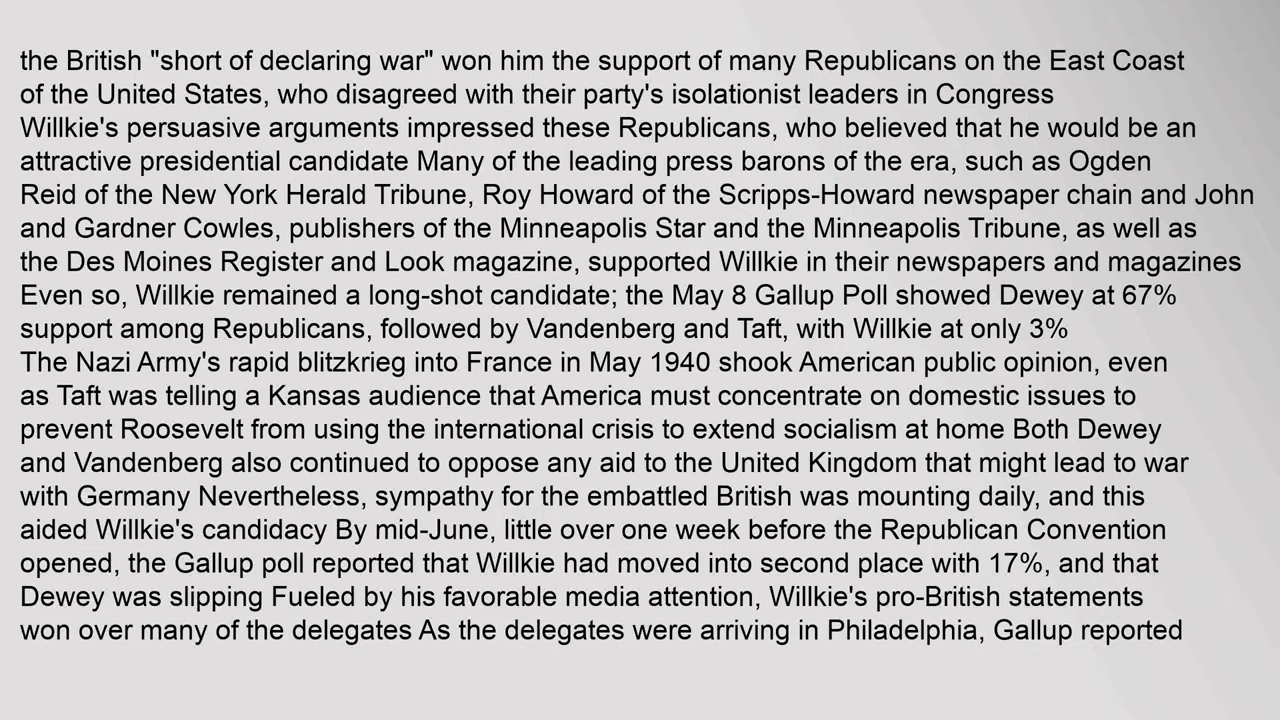 the British "short of declaring war" won him the support of many Republicans on the East Coast
of the United States, who disagreed with their party's isolationist leaders in Congress
Willkie's persuasive arguments impressed these Republicans, who believed that he would be an
attractive presidential candidate Many of the leading press barons of the era, such as Ogden
Reid of the New York Herald Tribune, Roy Howard of the Scripps-Howard newspaper chain and John
and Gardner Cowles, publishers of the Minneapolis Star and the Minneapolis Tribune, as well as
the Des Moines Register and Look magazine, supported Willkie in their newspapers and magazines
Even so, Willkie remained a long-shot candidate; the May 8 Gallup Poll showed Dewey at 67%
support among Republicans, followed by Vandenberg and Taft, with Willkie at only 3%
The Nazi Army's rapid blitzkrieg into France in May 1940 shook American public opinion, even
as Taft was telling a Kansas audience that America must concentrate on domestic issues to
prevent Roosevelt from using the international crisis to extend socialism at home Both Dewey
and Vandenberg also continued to oppose any aid to the United Kingdom that might lead to war
with Germany Nevertheless, sympathy for the embattled British was mounting daily, and this
aided Willkie's candidacy By mid-June, little over one week before the Republican Convention
opened, the Gallup poll reported that Willkie had moved into second place with 17%, and that
Dewey was slipping Fueled by his favorable media attention, Willkie's pro-British statements
won over many of the delegates As the delegates were arriving in Philadelphia, Gallup reported